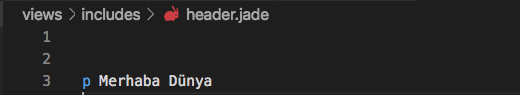 views > includes > header.jade
1
2
3 p Merhaba Dünya